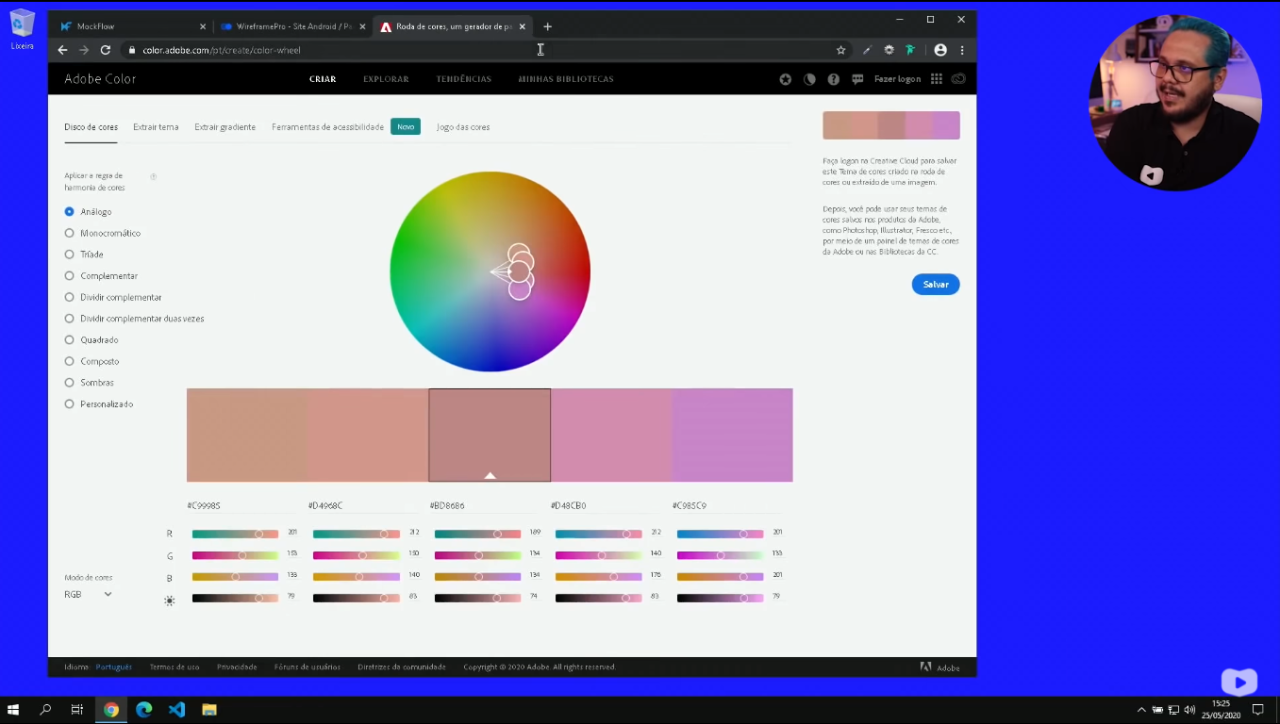 Lixeira
MockFlow
WireframePro - Site Android / Pa
Roda de cores, um gerador de pa
color.adobe.com/pt/create/color-wheel
Adobe Color
CRIAR
EXPLORAR
TENDÊNCIAS
MINHAS BIBLIOTECAS
Fazer logon
Disco de cores
Extrair tema
Extrair gradiente
Ferramentas de acessibilidade
Novo
Jogo das cores
Aplicar a regra de
harmonia de cores
Análogo
Monocromático
Tríade
Complementar
Dividir complementar
Dividir complementar duas vezes
Quadrado
Composto
Sombras
Personalizado
Faça logon na Creative Cloud para salvar
este Tema de cores criado na roda de
cores ou extraído de uma imagem.
Depois, você pode usar seus temas de
cores salvos nos produtos da Adobe,
como Photoshop, Illustrator, Fresco etc.,
por meio de um painel de temas de cores
da Adobe ou nas Bibliotecas da CC.
Salvar
#C99985 #D4968C #BD8686 #D48CB0 #C985C9
R 201 212 189 212 201
G 153 150 134 140 133
B 133 140 134 176 201
79 83 74 83 79
Modo de cores
RGB
Idioma: Português
Termos de uso
Privacidade
Fóruns de usuários
Diretrizes da comunidade
Copyright © 2020 Adobe. All rights reserved.
Adobe
15:25
25/05/2020